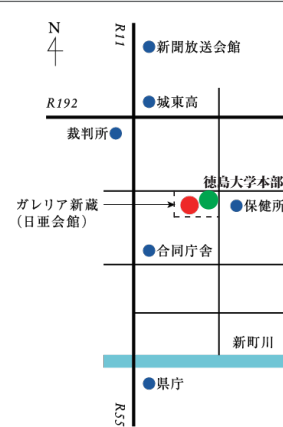 N
R11
新聞放送会館
R192
城東高
裁判所
徳島大学本部
ガレリア新蔵
(日亜会館)
保健所
合同庁舎
新町川
県庁
R55